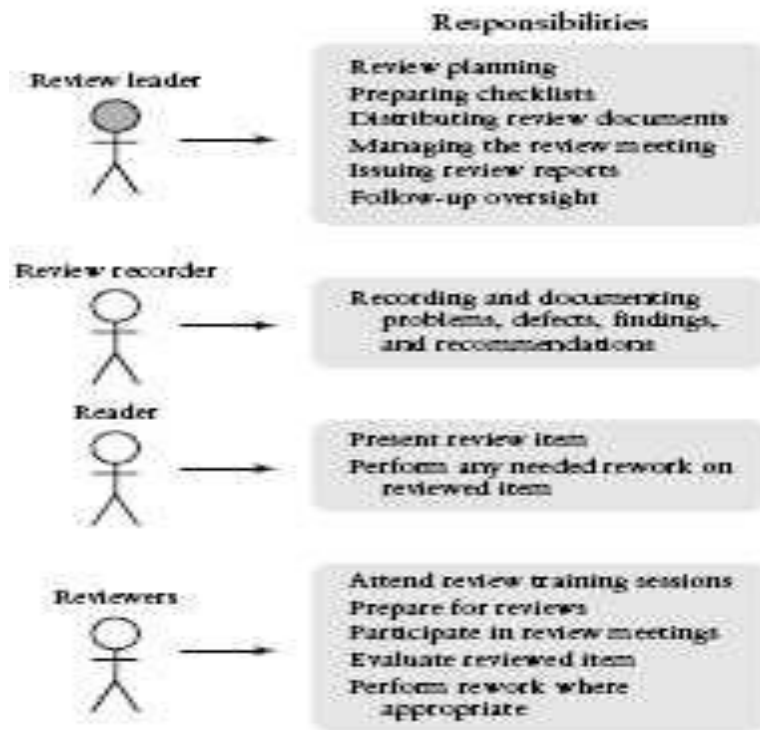 Responsibilities
Review leader
Review planning
Preparing checklists
Distributing review documents
Managing the review meeting
Issuing review reports
Follow-up oversight
Review recorder
Recording and documenting
problems, defects, findings,
and recommendations
Reader
Present review item
Perform any needed rework on
reviewed item
Reviewers
Attend review training sessions
Prepare for reviews
Participate in review meetings
Evaluate reviewed item
Perform rework where
appropriate